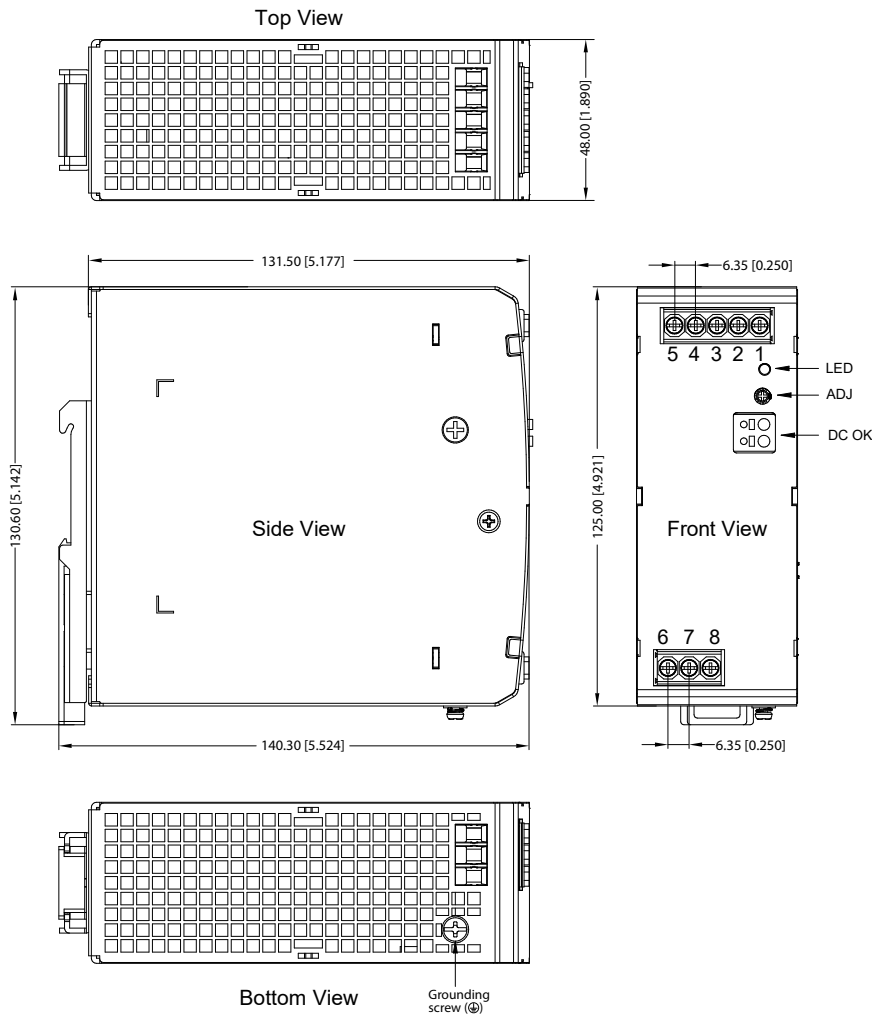 Top View
48.00 [1.890]
131.50 [5.177]
6.35 [0.250]
5 4 3 2 1
LED
ADJ
DC OK
130.60 [5.142]
125.00 [4.921]
Side View
Front View
6 7 8
140.30 [5.524]
6.35 [0.250]
Bottom View
Grounding
screw (⏚)